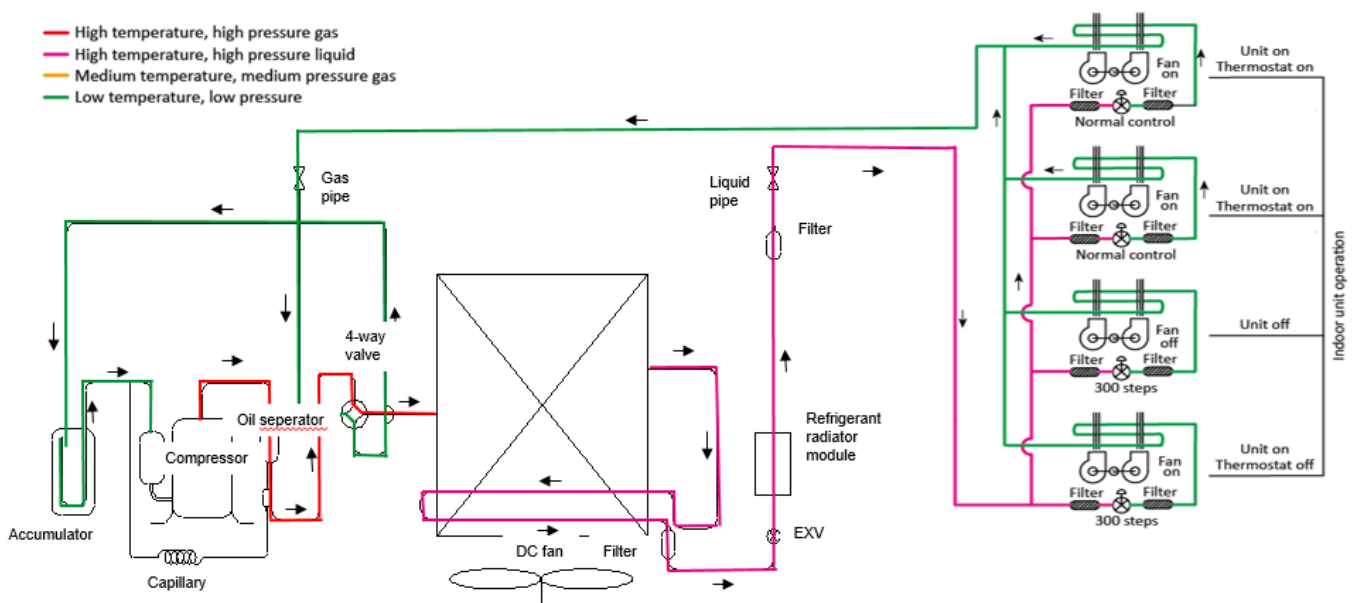 High temperature, high pressure gas
High temperature, high pressure liquid
Medium temperature, medium pressure gas
Low temperature, low pressure
Fan
on
Unit on
Thermostat on
Filter
Filter
Normal control
Gas
pipe
Liquid
pipe
Fan
on
Unit on
Thermostat on
Filter
Filter
Filter
Normal control
4-way
valve
Fan
off
Unit off
Filter
Filter
300 steps
Indoor unit operation
Oil seperator
Compressor
Refrigerant
radiator
module
Fan
on
Unit on
Thermostat off
Filter
Filter
300 steps
Accumulator
Capillary
DC fan
Filter
EXV